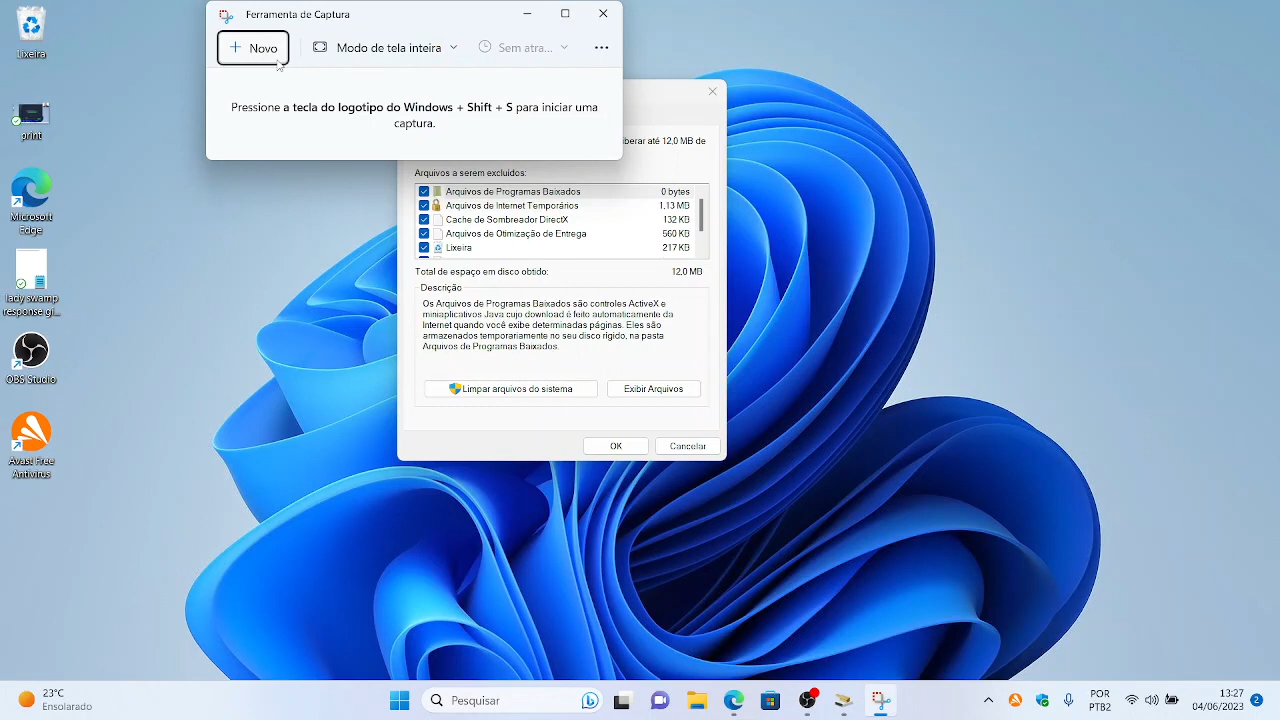 Lixeira
print
Microsoft
Edge
lady swamp
response gi...
OBS Studio
Avast Free
Antivirus
Ferramenta de Captura
Novo
Modo de tela inteira
Sem atra...
Pressione a tecla do logotipo do Windows + Shift + S para iniciar uma
captura.
iberar até 12,0 MB de
Arquivos a serem excluídos:
Arquivos de Programas Baixados 0 bytes
Arquivos de Internet Temporários 1,13 MB
Cache de Sombreador DirectX 132 KB
Arquivos de Otimização de Entrega 560 KB
Lixeira 217 KB
Total de espaço em disco obtido: 12,0 MB
Descrição
Os Arquivos de Programas Baixados são controles ActiveX e
miniaplicativos Java cujo download é feito automaticamente da
Internet quando você exibe determinadas páginas. Eles são
armazenados temporariamente no seu disco rígido, na pasta
Arquivos de Programas Baixados.
Limpar arquivos do sistema
Exibir Arquivos
OK
Cancelar
23°C
Ensolarado
Pesquisar
POR
PTB2
13:27
04/06/2023
2